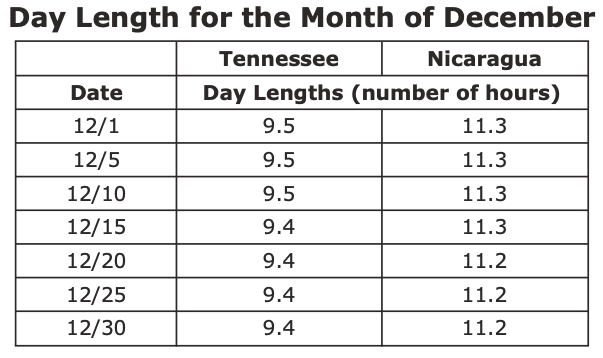 Day Length for the Month of December
Tennessee Nicaragua
Date Day Lengths (number of hours)
12/1 9.5 11.3
12/5 9.5 11.3
12/10 9.5 11.3
12/15 9.4 11.3
12/20 9.4 11.2
12/25 9.4 11.2
12/30 9.4 11.2